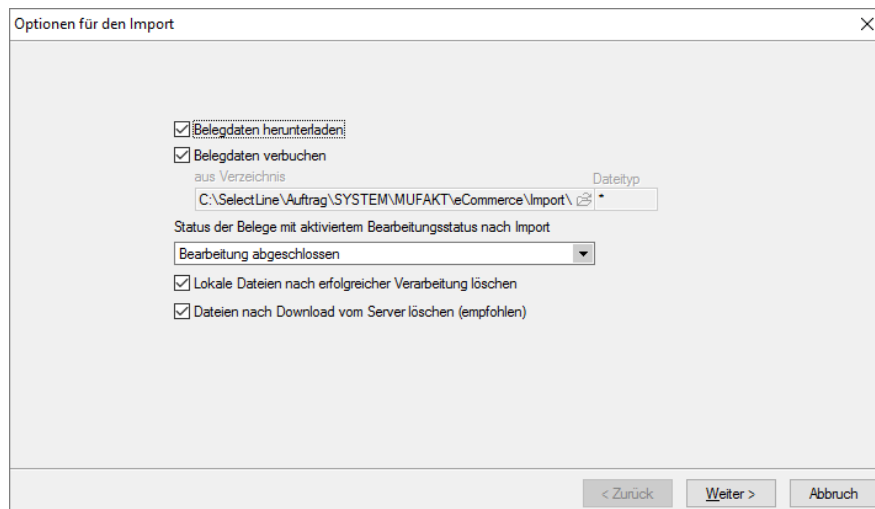 Optionen für den Import
Belegdaten herunterladen
Belegdaten verbuchen
aus Verzeichnis Dateityp
C:\SelectLine\Auftrag\SYSTEM\MUFAKT\eCommerce\Import\ *
Status der Belege mit aktiviertem Bearbeitungsstatus nach Import
Bearbeitung abgeschlossen
Lokale Dateien nach erfolgreicher Verarbeitung löschen
Dateien nach Download vom Server löschen (empfohlen)
< Zurück Weiter > Abbruch